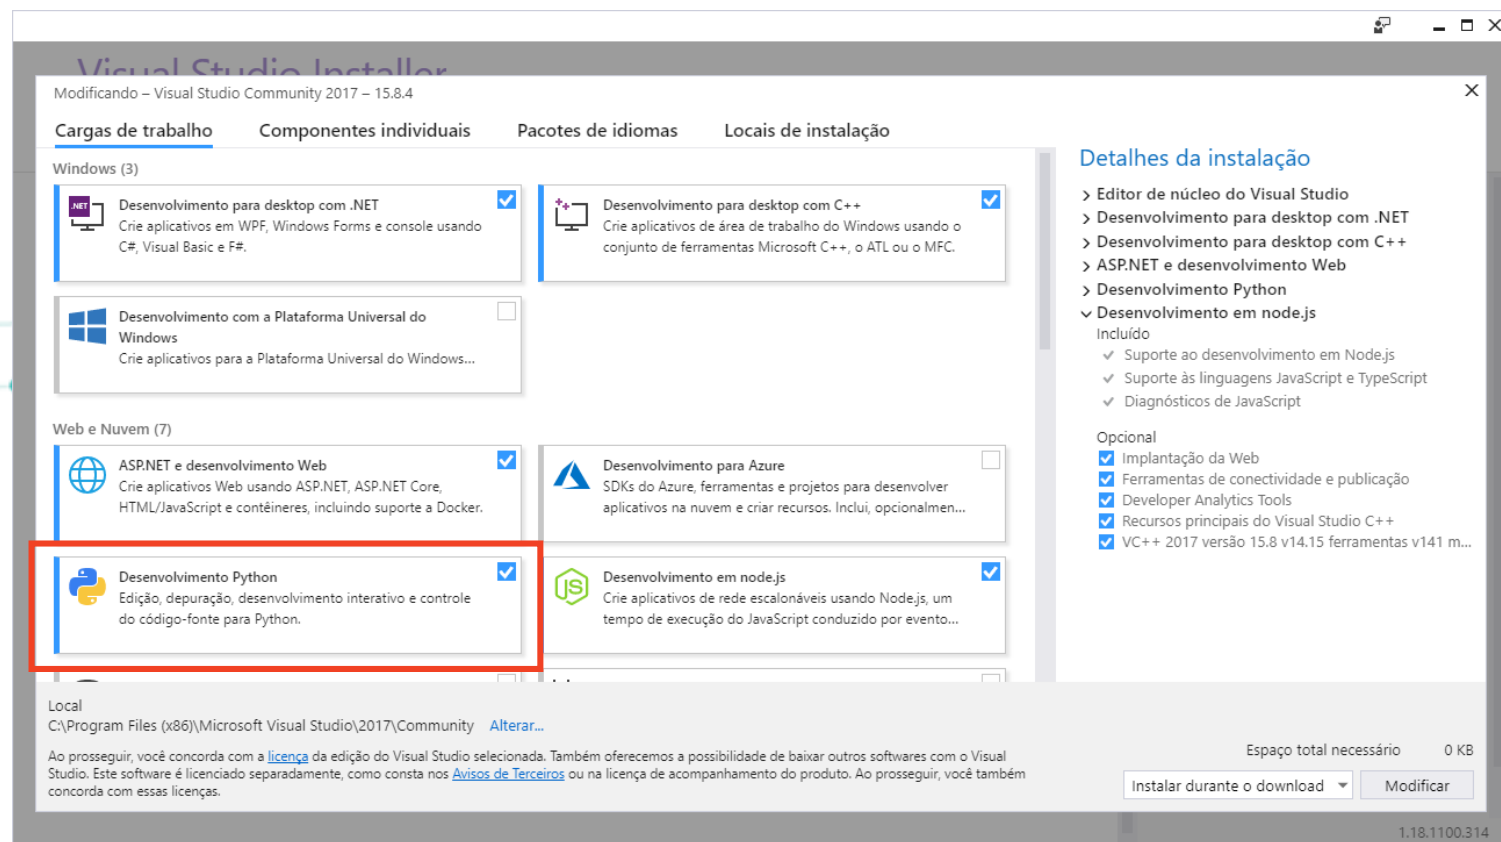 Visual Studio Installer
Modificando – Visual Studio Community 2017 – 15.8.4
Cargas de trabalho
Componentes individuais
Pacotes de idiomas
Locais de instalação
Windows (3)
.NET
Desenvolvimento para desktop com .NET
Crie aplicativos em WPF, Windows Forms e console usando
C#, Visual Basic e F#.
Desenvolvimento para desktop com C++
Crie aplicativos de área de trabalho do Windows usando o
conjunto de ferramentas Microsoft C++, o ATL ou o MFC.
Desenvolvimento com a Plataforma Universal do
Windows
Crie aplicativos para a Plataforma Universal do Windows...
Web e Nuvem (7)
ASP.NET e desenvolvimento Web
Crie aplicativos Web usando ASP.NET, ASP.NET Core,
HTML/JavaScript e contêineres, incluindo suporte a Docker.
Desenvolvimento para Azure
SDKs do Azure, ferramentas e projetos para desenvolver
aplicativos na nuvem e criar recursos. Inclui, opcionalmen...
Desenvolvimento Python
Edição, depuração, desenvolvimento interativo e controle
do código-fonte para Python.
JS
Desenvolvimento em node.js
Crie aplicativos de rede escalonáveis usando Node.js, um
tempo de execução do JavaScript conduzido por evento...
Detalhes da instalação
Editor de núcleo do Visual Studio
Desenvolvimento para desktop com .NET
Desenvolvimento para desktop com C++
ASP.NET e desenvolvimento Web
Desenvolvimento Python
Desenvolvimento em node.js
Incluído
Suporte ao desenvolvimento em Node.js
Suporte às linguagens JavaScript e TypeScript
Diagnósticos de JavaScript
Opcional
Implantação da Web
Ferramentas de conectividade e publicação
Developer Analytics Tools
Recursos principais do Visual Studio C++
VC++ 2017 versão 15.8 v14.15 ferramentas v141 m...
Local
C:\Program Files (x86)\Microsoft Visual Studio\2017\Community Alterar...
Ao prosseguir, você concorda com a licença da edição do Visual Studio selecionada. Também oferecemos a possibilidade de baixar outros softwares com o Visual
Studio. Este software é licenciado separadamente, como consta nos Avisos de Terceiros ou na licença de acompanhamento do produto. Ao prosseguir, você também
concorda com essas licenças.
Espaço total necessário 0 KB
Instalar durante o download
Modificar
1.18.1100.314